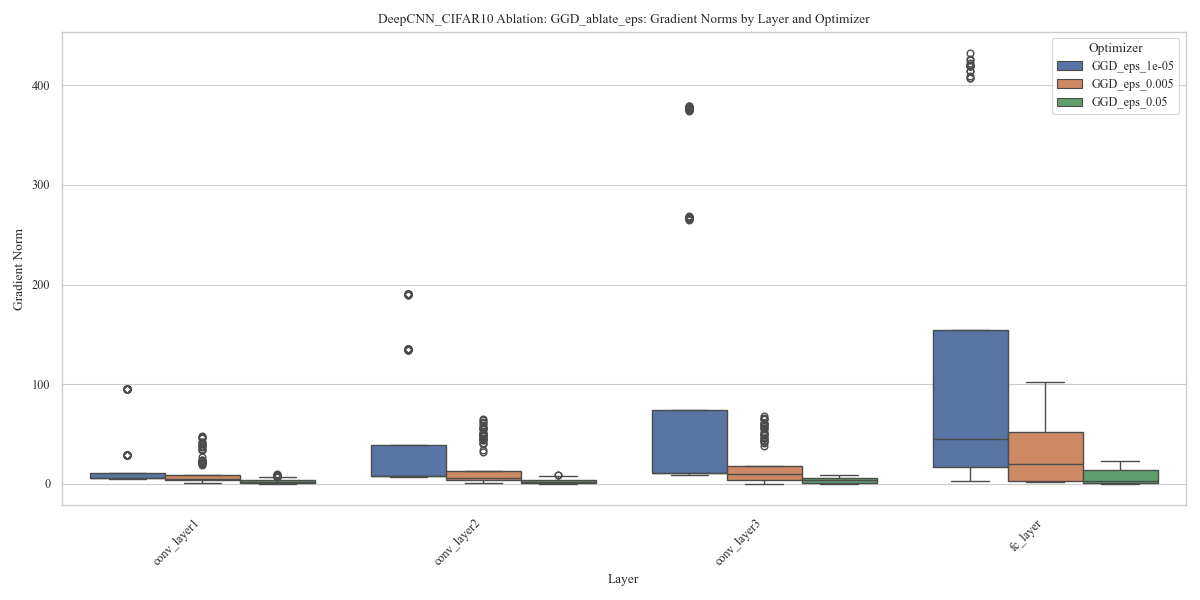 DeepCNN_CIFAR10 Ablation: GGD_ablate_eps: Gradient Norms by Layer and Optimizer
Optimizer
GGD_eps_1e-05
GGD_eps_0.005
GGD_eps_0.05
Gradient Norm
400
300
200
100
0
conv_layer1
conv_layer2
conv_layer3
fc_layer
Layer